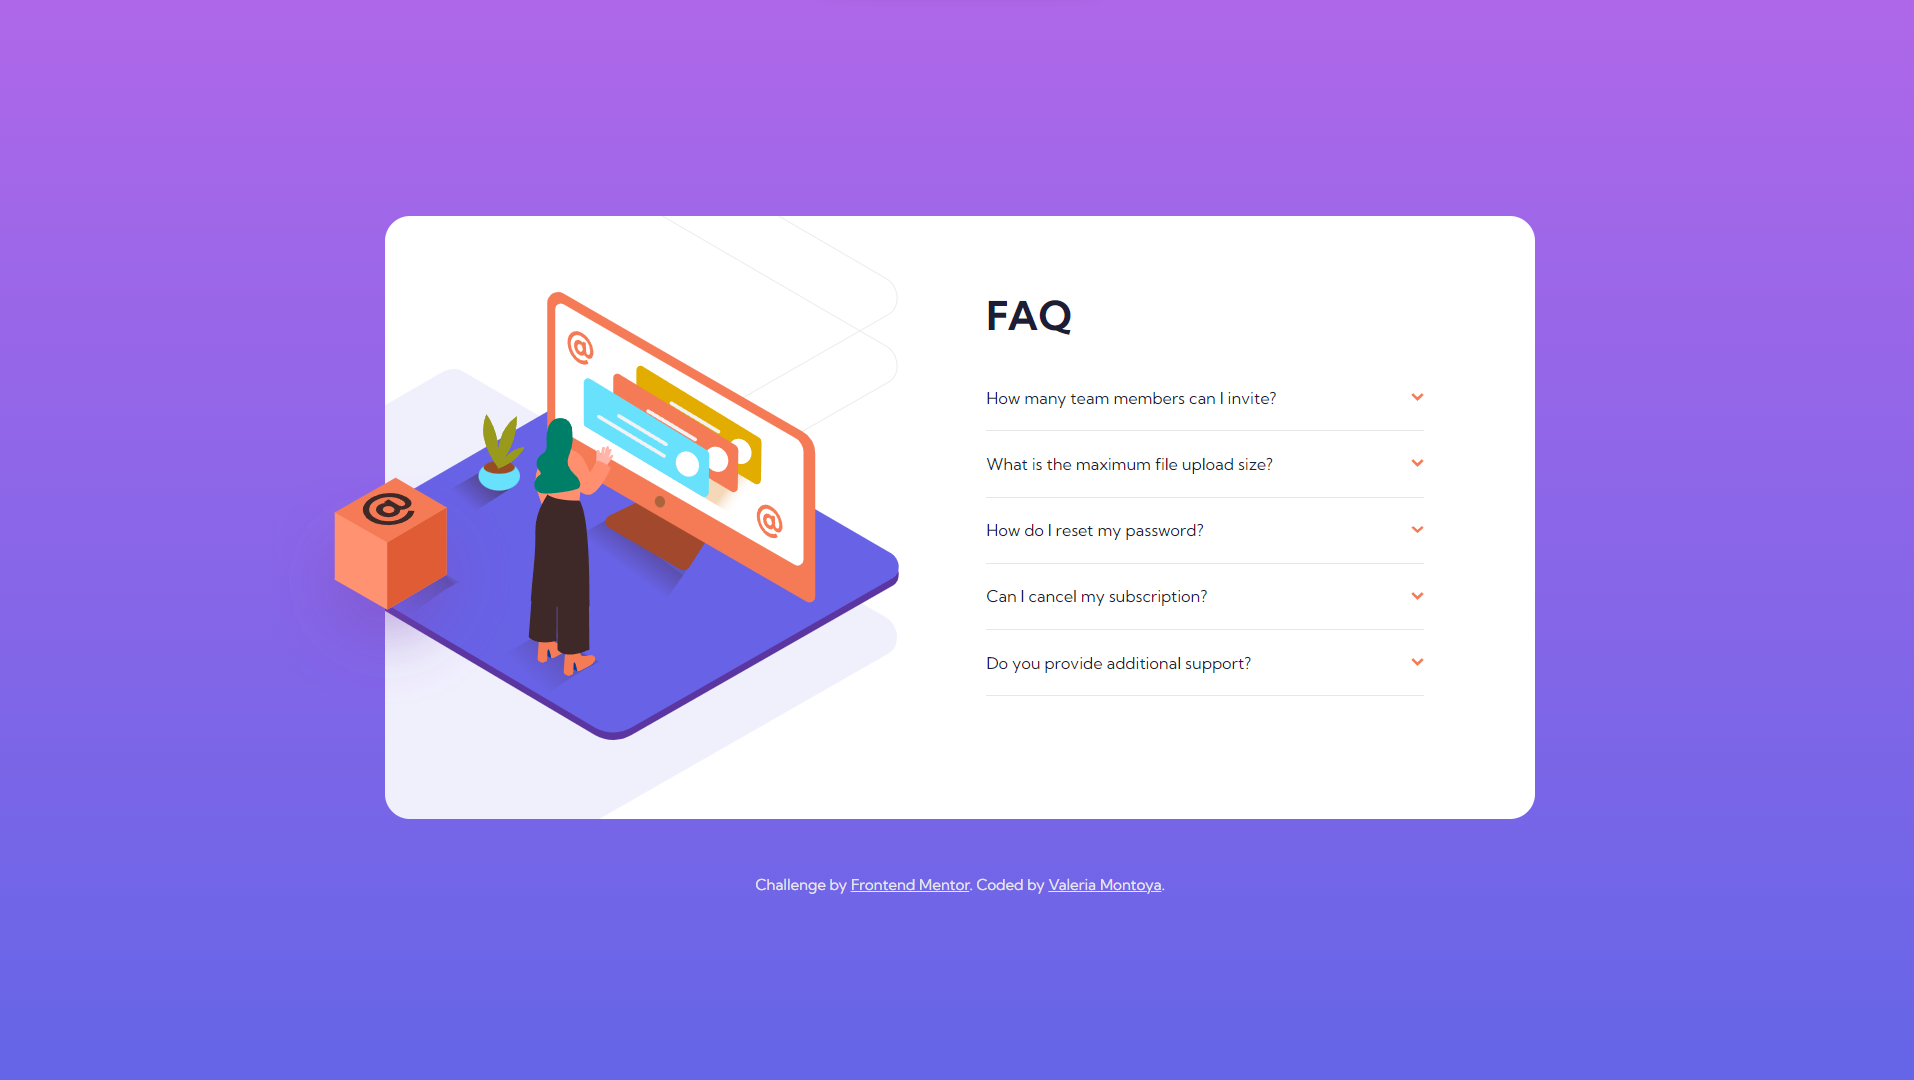 FAQ
How many team members can I invite?
What is the maximum file upload size?
How do I reset my password?
Can I cancel my subscription?
Do you provide additional support?
@
@
@
Challenge by Frontend Mentor. Coded by Valeria Montoya.